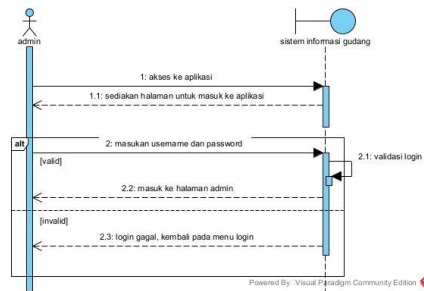 admin
sistem informasi gudang
1: akses ke aplikasi
1.1: sediakan halaman untuk masuk ke aplikasi
alt
2: masukan username dan password
[valid]
2.1: validasi login
2.2: masuk ke halaman admin
[invalid]
2.3: login gagal, kembali pada menu login
Powered By Visual Paradigm Community Edition